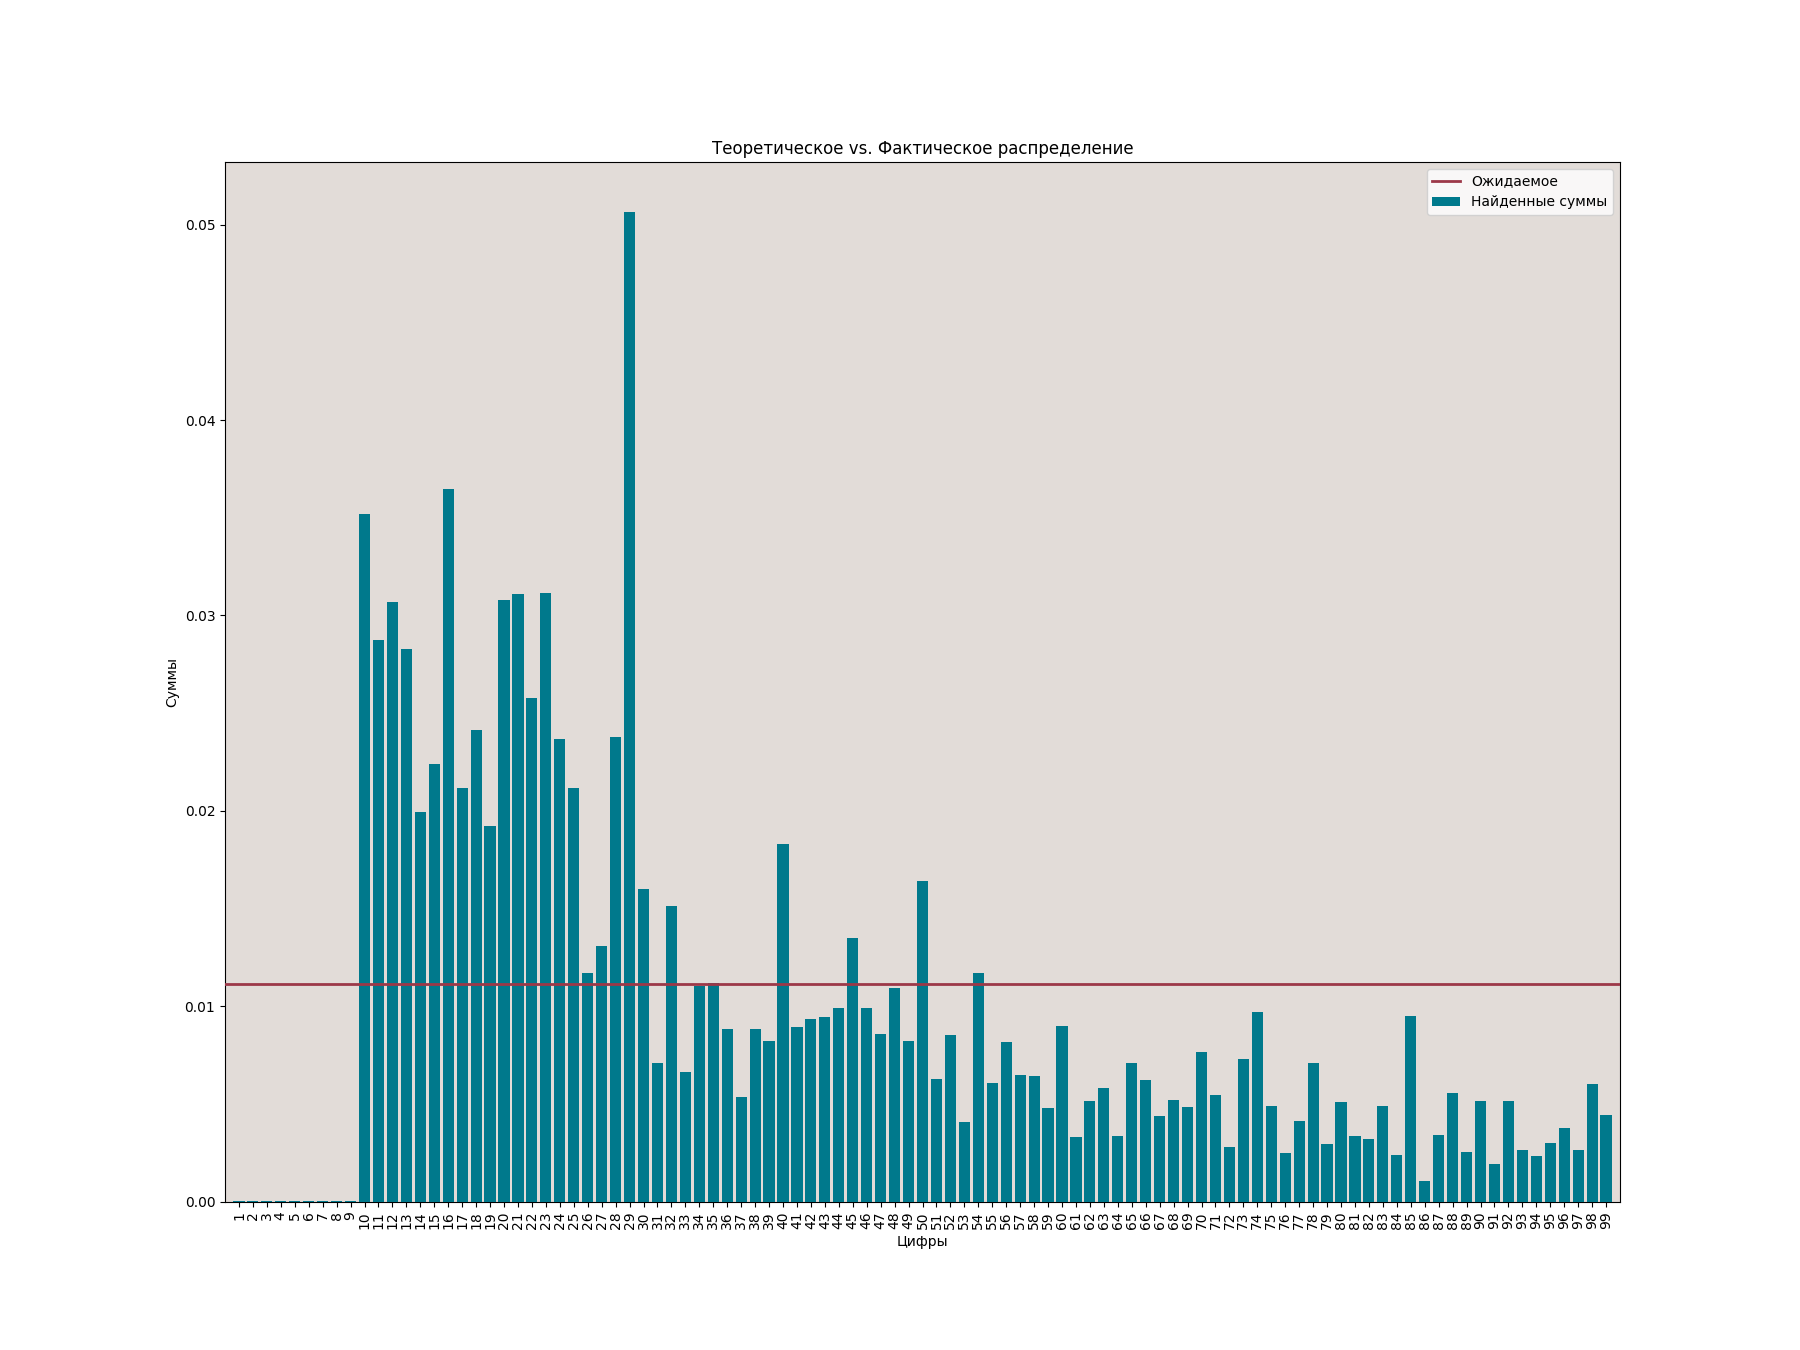 Теоретическое vs. Фактическое распределение
Ожидаемое
Найденные суммы
0.05
0.04
0.03
0.02
0.01
0.00
Суммы
1 2 3 4 5 6 7 8 9 10 11 12 13 14 15 16 17 18 19 20 21 22 23 24 25 26 27 28 29 30 31 32 33 34 35 36 37 38 39 40 41 42 43 44 45 46 47 48 49 50 51 52 53 54 55 56 57 58 59 60 61 62 63 64 65 66 67 68 69 70 71 72 73 74 75 76 77 78 79 80 81 82 83 84 85 86 87 88 89 90 91 92 93 94 95 96 97 98 99
Цифры